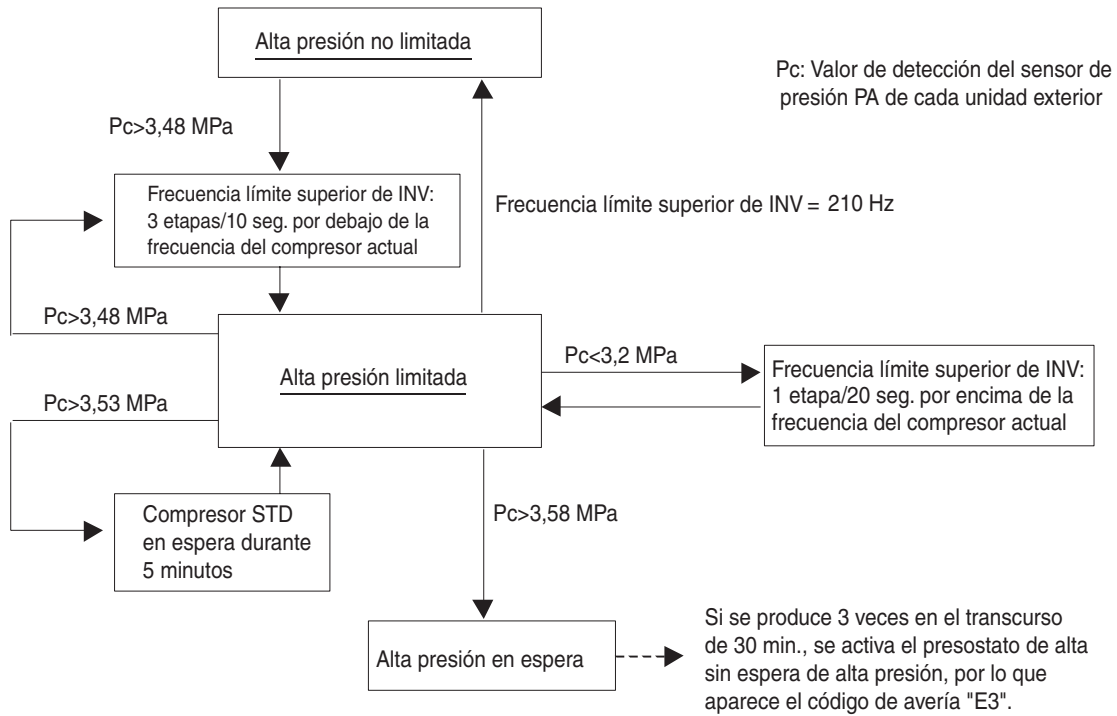 Alta presión no limitada
Pc: Valor de detección del sensor de
presión PA de cada unidad exterior
Pc>3,48 MPa
Frecuencia límite superior de INV:
3 etapas/10 seg. por debajo de la
frecuencia del compresor actual
Frecuencia límite superior de INV = 210 Hz
Pc>3,48 MPa
Alta presión limitada
Pc<3,2 MPa
Frecuencia límite superior de INV:
1 etapa/20 seg. por encima de la
frecuencia del compresor actual
Pc>3,53 MPa
Compresor STD
en espera durante
5 minutos
Pc>3,58 MPa
Alta presión en espera
Si se produce 3 veces en el transcurso
de 30 min., se activa el presostato de alta
sin espera de alta presión, por lo que
aparece el código de avería "E3".